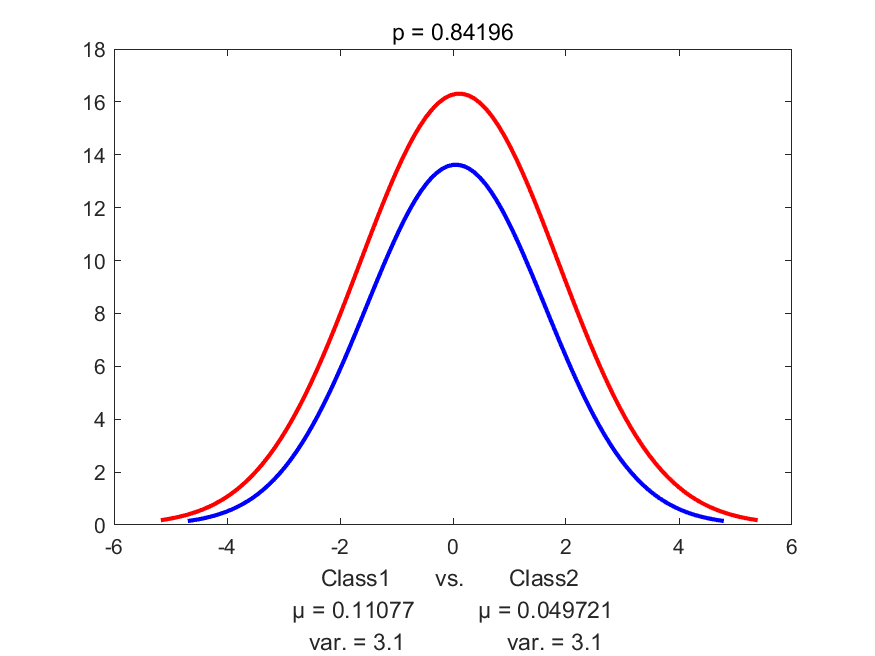 p = 0.84196
18
16
14
12
10
8
6
4
2
0
-6 -4 -2 0 2 4 6
Class1 vs. Class2
μ = 0.11077 μ = 0.049721
var. = 3.1 var. = 3.1